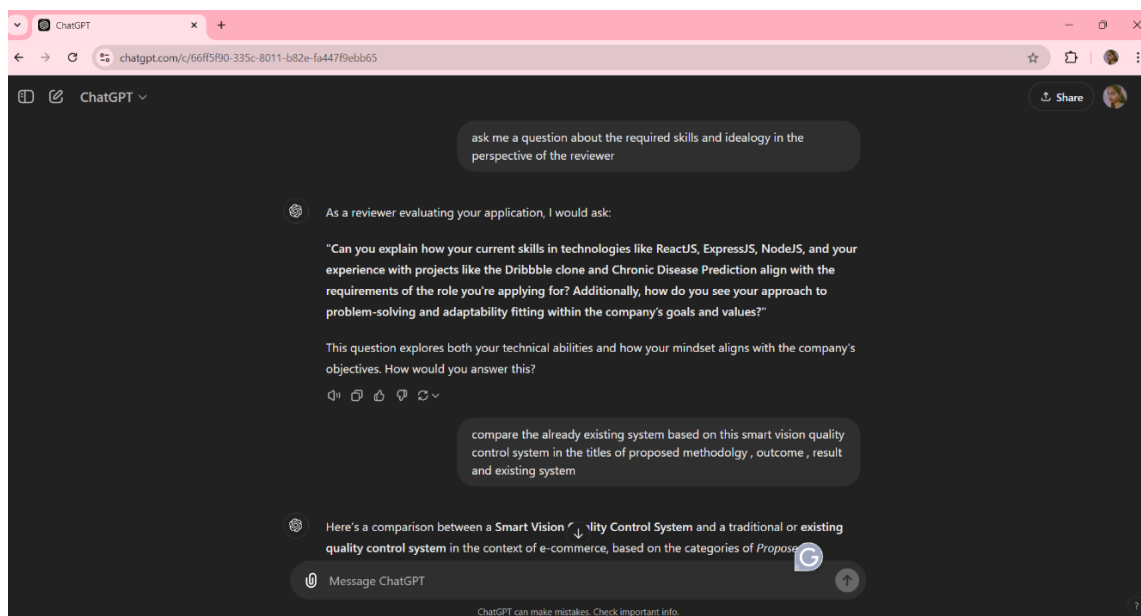 ChatGPT
chatgpt.com/c/66ff5f90-335c-8011-b82e-fa447f9ebb65
ChatGPT
Share
ask me a question about the required skills and idealogy in the
perspective of the reviewer
As a reviewer evaluating your application, I would ask:
"Can you explain how your current skills in technologies like ReactJS, ExpressJS, NodeJS, and your
experience with projects like the Dribbble clone and Chronic Disease Prediction align with the
requirements of the role you're applying for? Additionally, how do you see your approach to
problem-solving and adaptability fitting within the company's goals and values?"
This question explores both your technical abilities and how your mindset aligns with the company's
objectives. How would you answer this?
compare the already existing system based on this smart vision quality
control system in the titles of proposed methodolgy , outcome , result
and existing system
Here's a comparison between a Smart Vision lity Control System and a traditional or existing
quality control system in the context of e-commerce, based on the categories of Propose
G
Message ChatGPT
ChatGPT can make mistakes. Check important info.
?